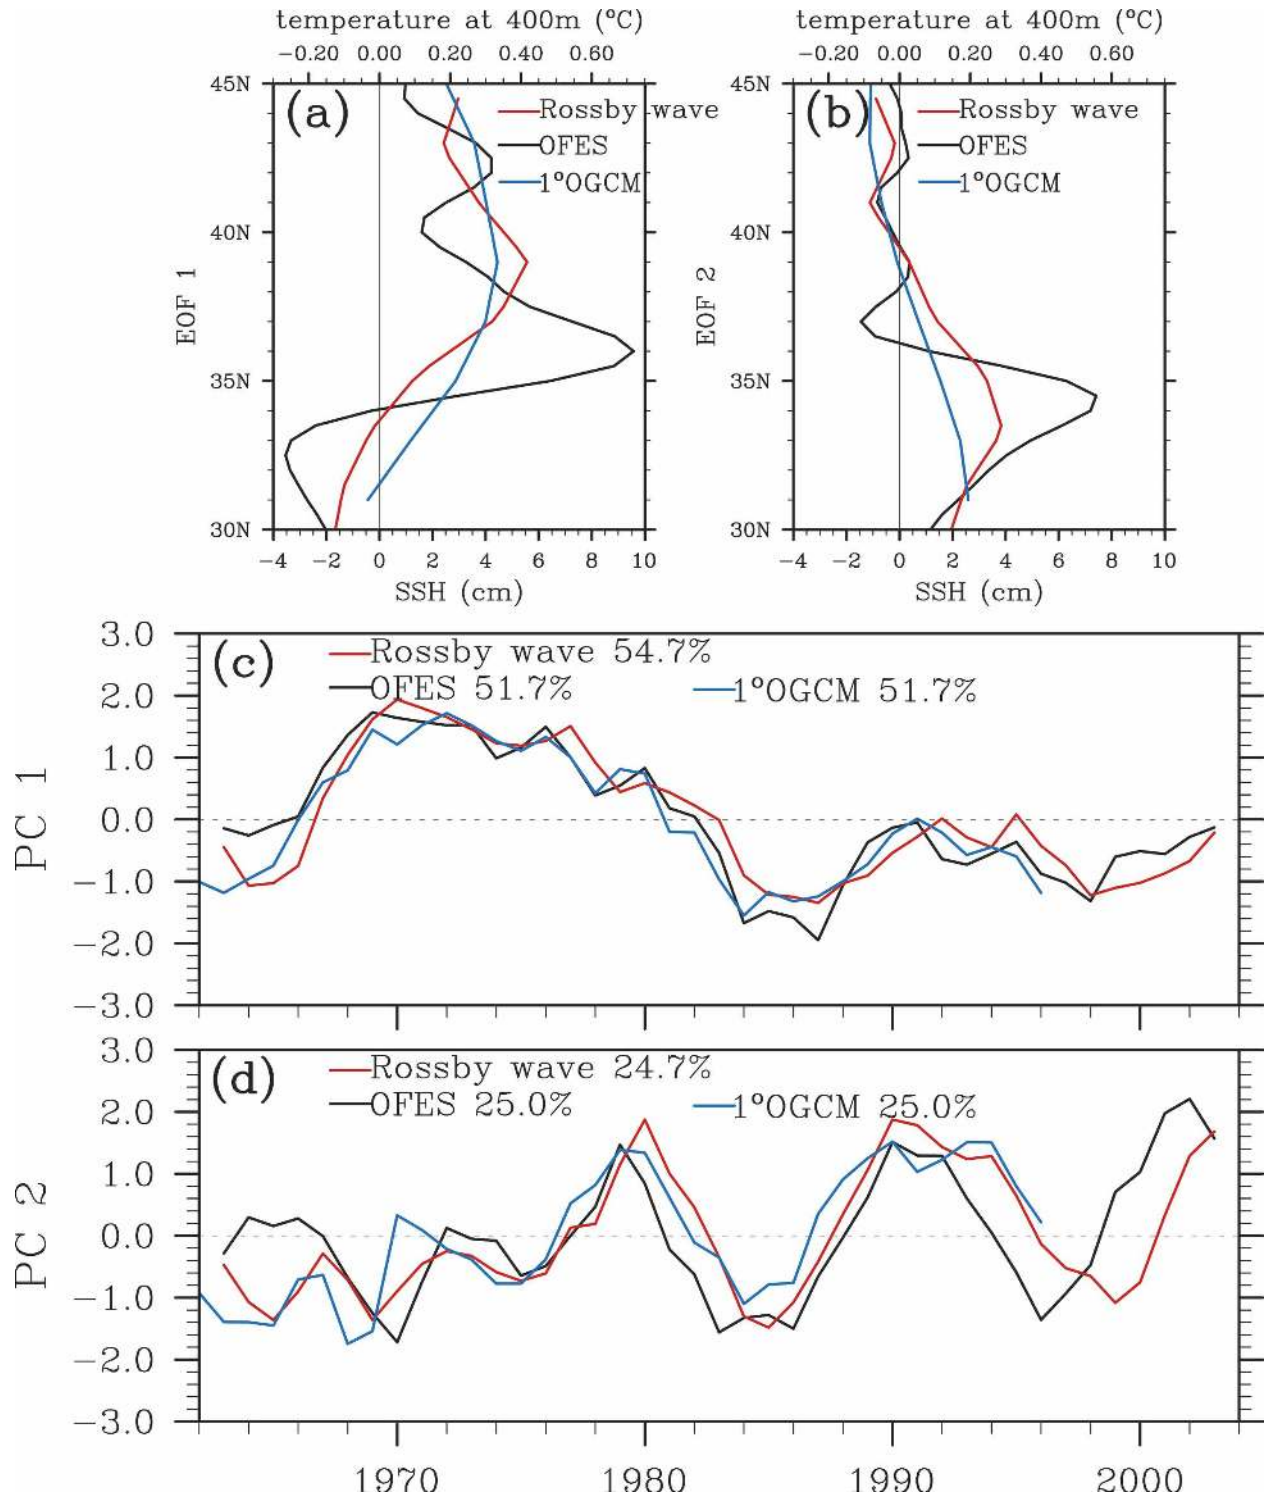 temperature at 400m (°C)
−0.20 0.00 0.20 0.40 0.60
45N
(a)
Rossby wave
OFES
1°OGCM
40N
EOF 1
35N
30N
−4 −2 0 2 4 6 8 10
SSH (cm)
temperature at 400m (°C)
−0.20 0.00 0.20 0.40 0.60
45N
(b)
Rossby wave
OFES
1°OGCM
40N
EOF 2
35N
30N
−4 −2 0 2 4 6 8 10
SSH (cm)
3.0
(c)
Rossby wave 54.7%
OFES 51.7% 1°OGCM 51.7%
2.0
1.0
PC 1
0.0
−1.0
−2.0
−3.0
3.0
(d)
Rossby wave 24.7%
OFES 25.0% 1°OGCM 25.0%
2.0
1.0
PC 2
0.0
−1.0
−2.0
−3.0
1970 1980 1990 2000